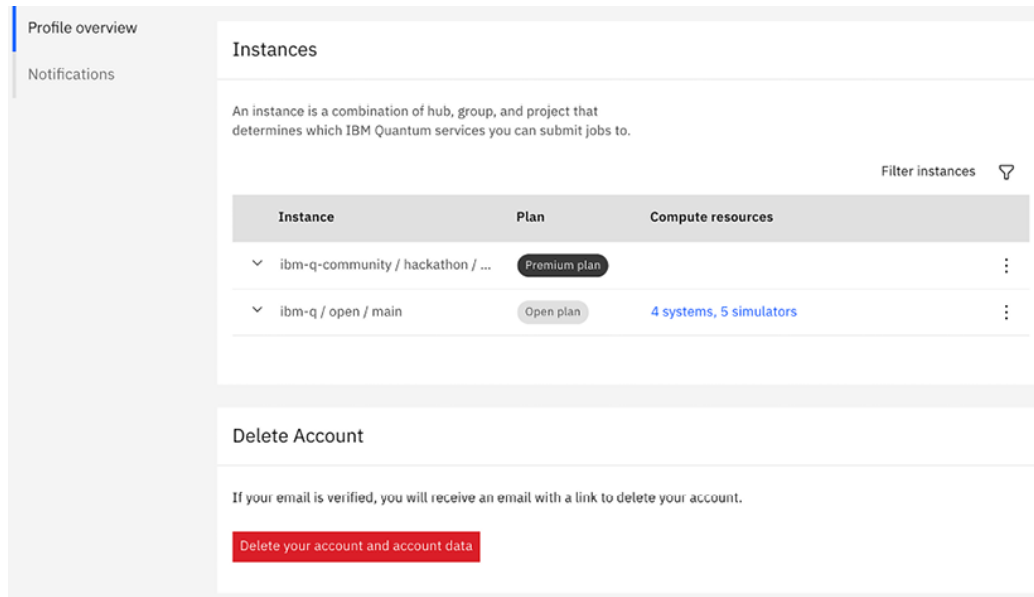 Profile overview
Notifications
Instances
An instance is a combination of hub, group, and project that
determines which IBM Quantum services you can submit jobs to.
Filter instances
Instance Plan Compute resources
ibm-q-community / hackathon / ... Premium plan
ibm-q / open / main Open plan 4 systems, 5 simulators
Delete Account
If your email is verified, you will receive an email with a link to delete your account.
Delete your account and account data